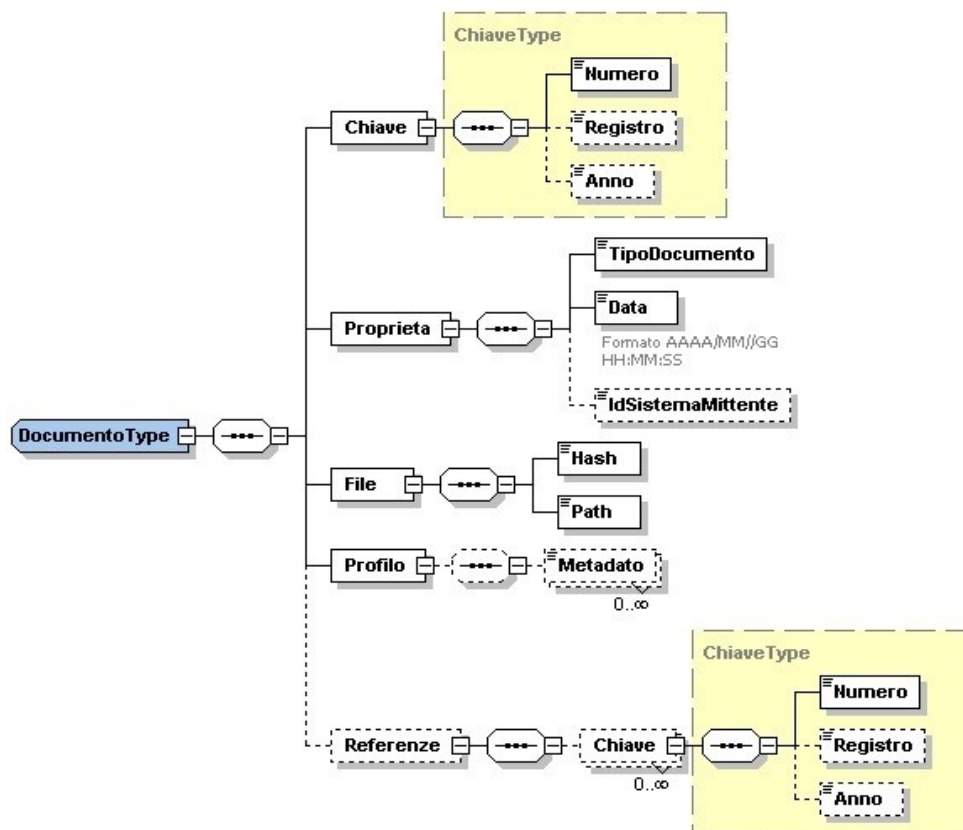 ChiaveType
Numero
Chiave
Registro
Anno
TipoDocumento
Data
Formato AAAA/MM//GG
HH:MM:SS
Proprieta
IdSistemaMittente
DocumentoType
Hash
File
Path
Profilo
Metadato
0..∞
ChiaveType
Numero
Referenze
Chiave
Registro
0..∞
Anno